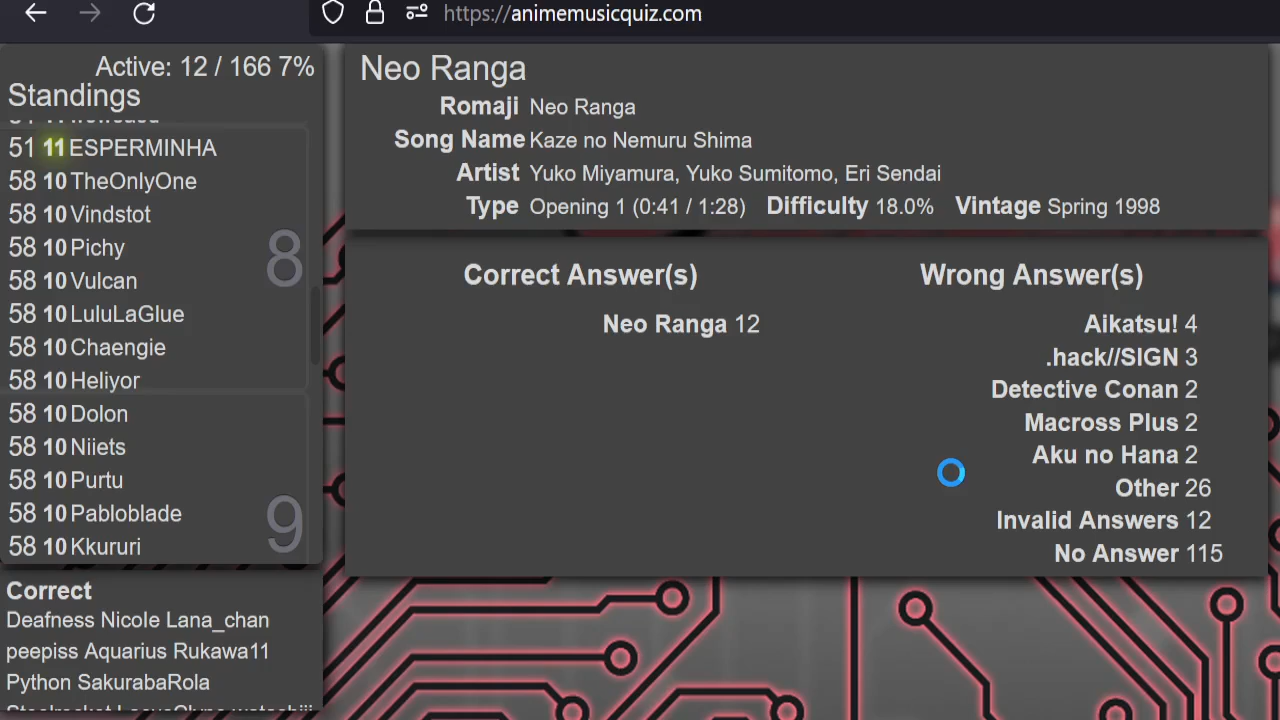 https://animemusicquiz.com
Active: 12 / 166 7%
Standings
51 11 ESPERMINHA
58 10 TheOnlyOne
58 10 Vindstot
58 10 Pichy
58 10 Vulcan
58 10 LuluLaGlue
58 10 Chaengie
58 10 Heliyor
8
58 10 Dolon
58 10 Niiets
58 10 Purtu
58 10 Pabloblade
58 10 Kkururi
9
Correct
Deafness Nicole Lana_chan
peepiss Aquarius Rukawa11
Python SakurabaRola
Neo Ranga
Romaji Neo Ranga
Song Name Kaze no Nemuru Shima
Artist Yuko Miyamura, Yuko Sumitomo, Eri Sendai
Type Opening 1 (0:41 / 1:28) Difficulty 18.0% Vintage Spring 1998
Correct Answer(s)
Neo Ranga 12
Wrong Answer(s)
Aikatsu! 4
.hack//SIGN 3
Detective Conan 2
Macross Plus 2
Aku no Hana 2
Other 26
Invalid Answers 12
No Answer 115